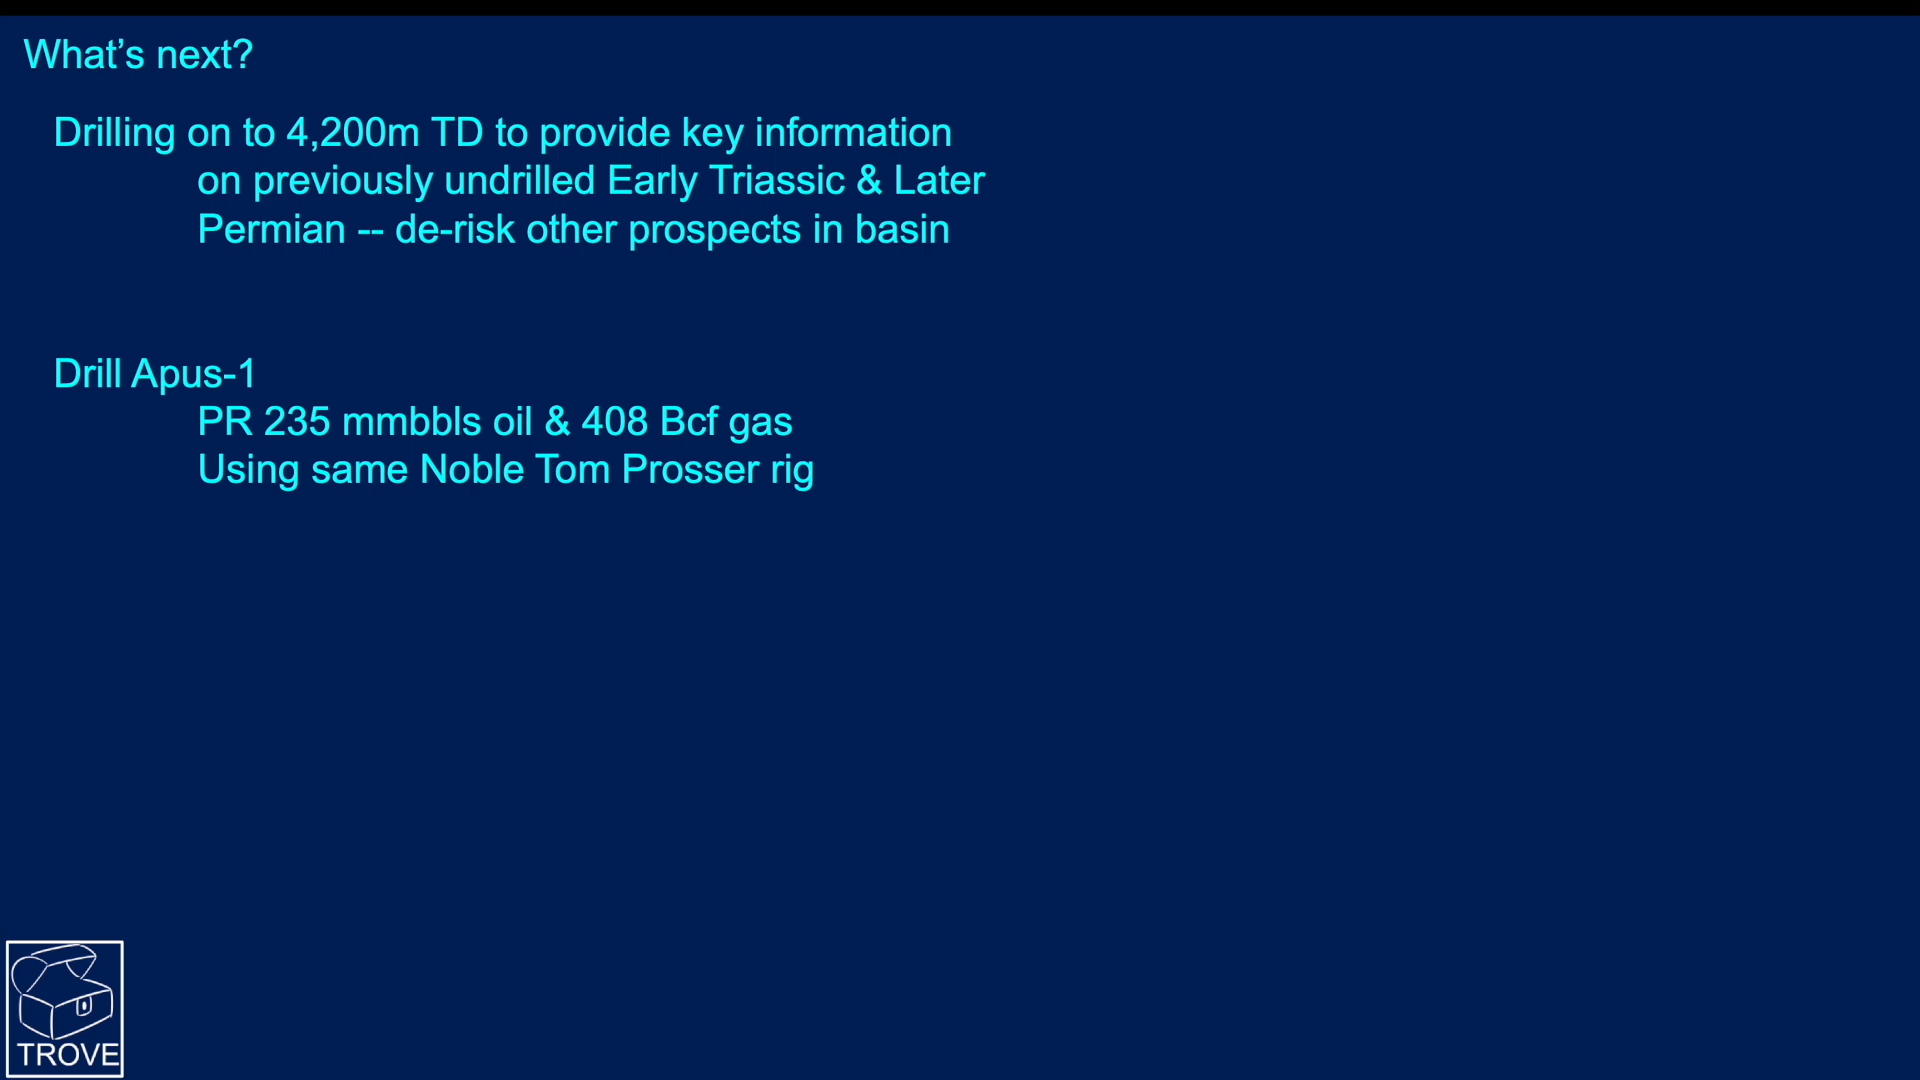 What’s next?
Drilling on to 4,200m TD to provide key information
on previously undrilled Early Triassic & Later
Permian -- de-risk other prospects in basin
Drill Apus-1
PR 235 mmbbls oil & 408 Bcf gas
Using same Noble Tom Prosser rig
TROVE